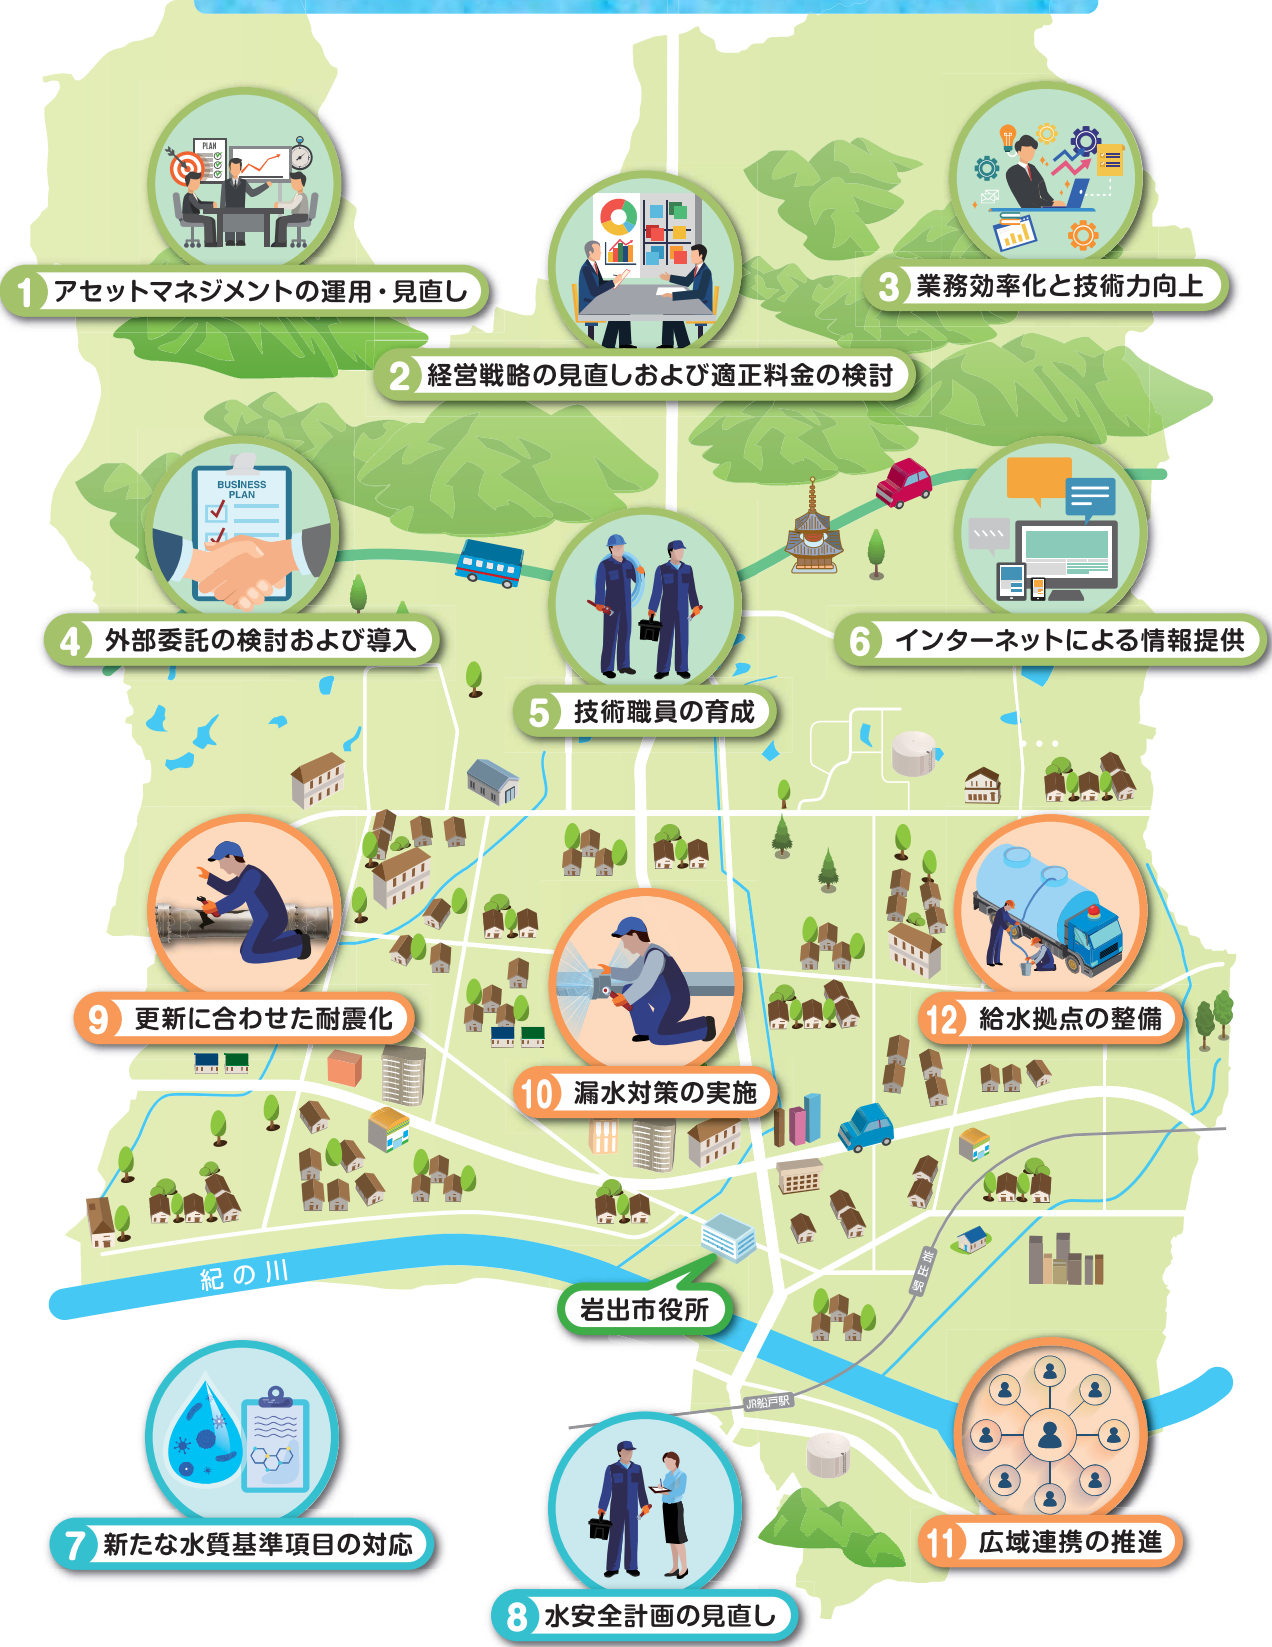 PLAN
1 アセットマネジメントの運用・見直し
2 経営戦略の見直しおよび適正料金の検討
3 業務効率化と技術力向上
BUSINESS
PLAN
4 外部委託の検討および導入
5 技術職員の育成
6 インターネットによる情報提供
9 更新に合わせた耐震化
10 漏水対策の実施
12 給水拠点の整備
紀の川
岩出市役所
岩出駅
JR船戸駅
7 新たな水質基準項目の対応
8 水安全計画の見直し
11 広域連携の推進